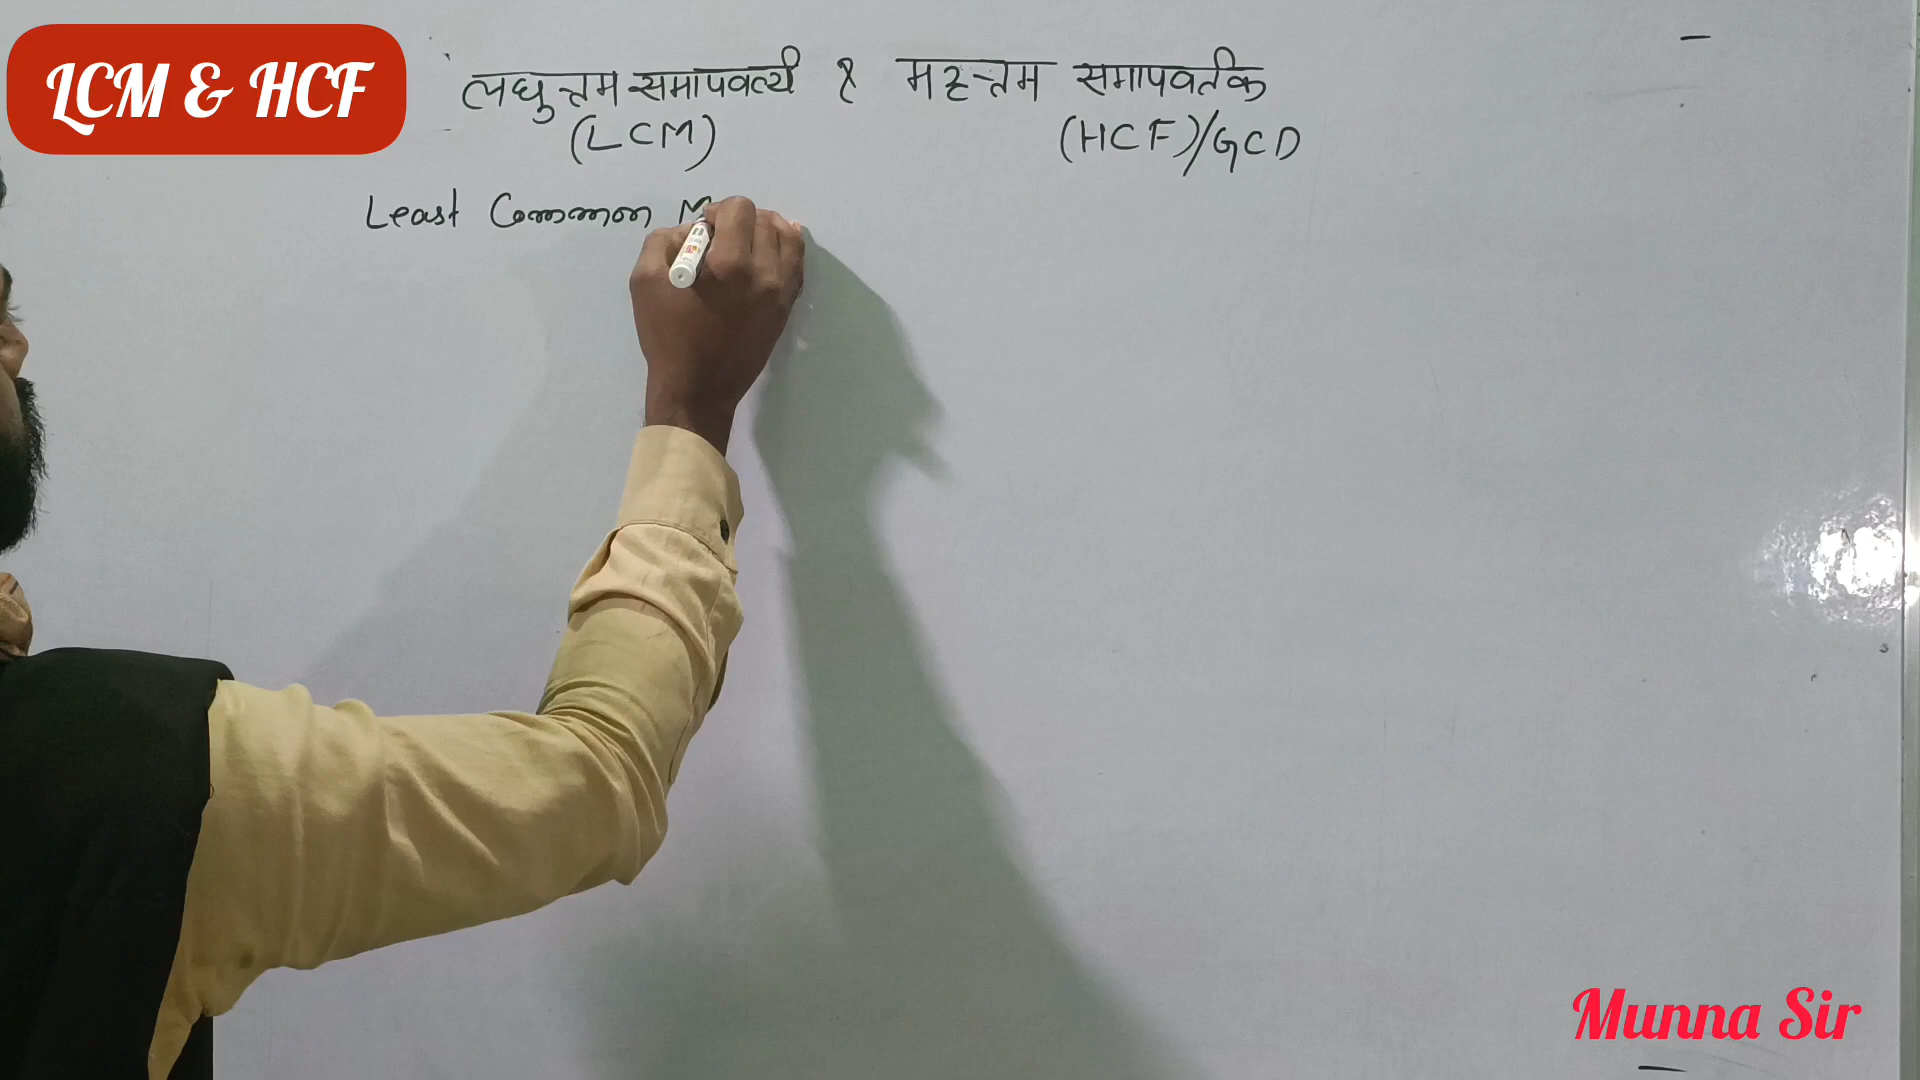 LCM & HCF
लघुत्तम समापवर्त्य & महत्तम समापवर्तक
(LCM) (HCF)/GCD
Least Common M
Munna Sir